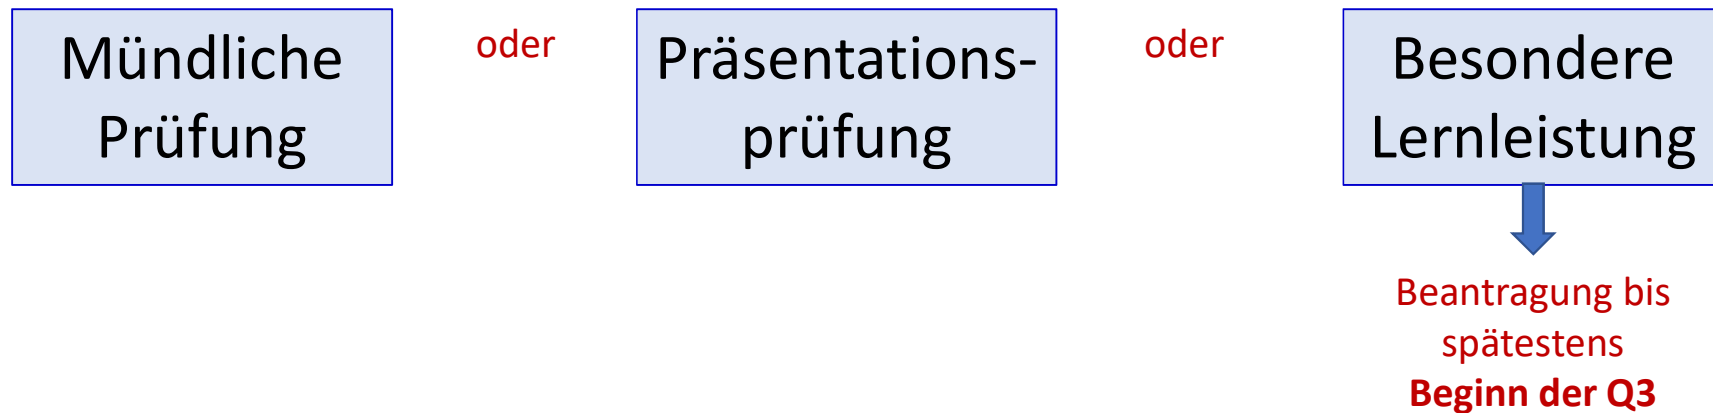 Mündliche
Prüfung
oder
Präsentations-
prüfung
oder
Besondere
Lernleistung
Beantragung bis
spätestens
Beginn der Q3